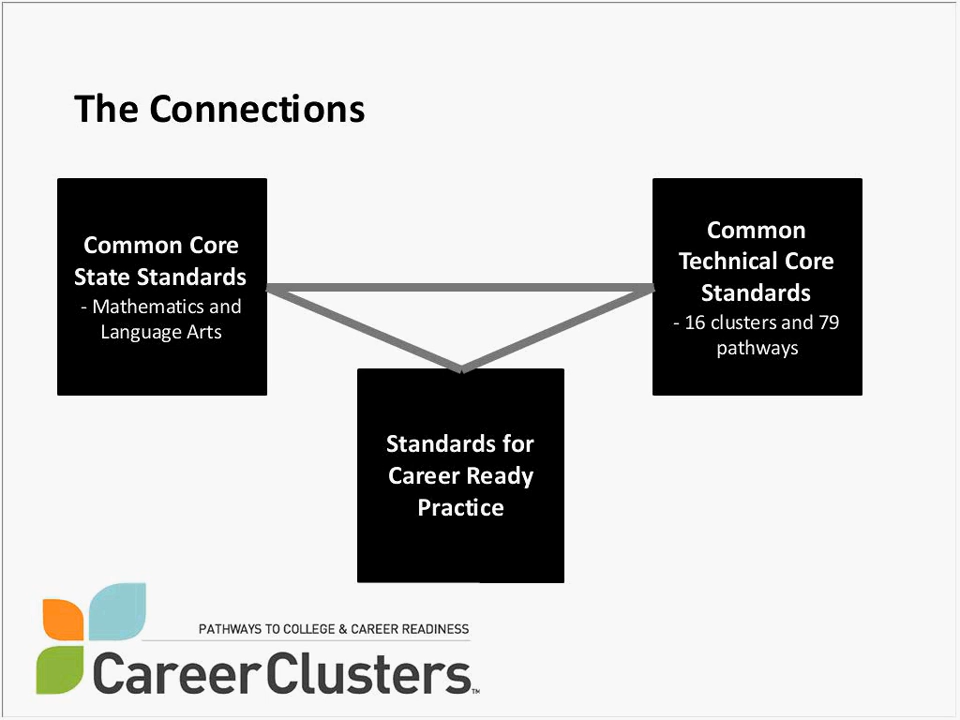 The Connections
Common Core
State Standards
- Mathematics and
Language Arts
Common
Technical Core
Standards
- 16 clusters and 79
pathways
Standards for
Career Ready
Practice
PATHWAYS TO COLLEGE & CAREER READINESS
CareerClusters™